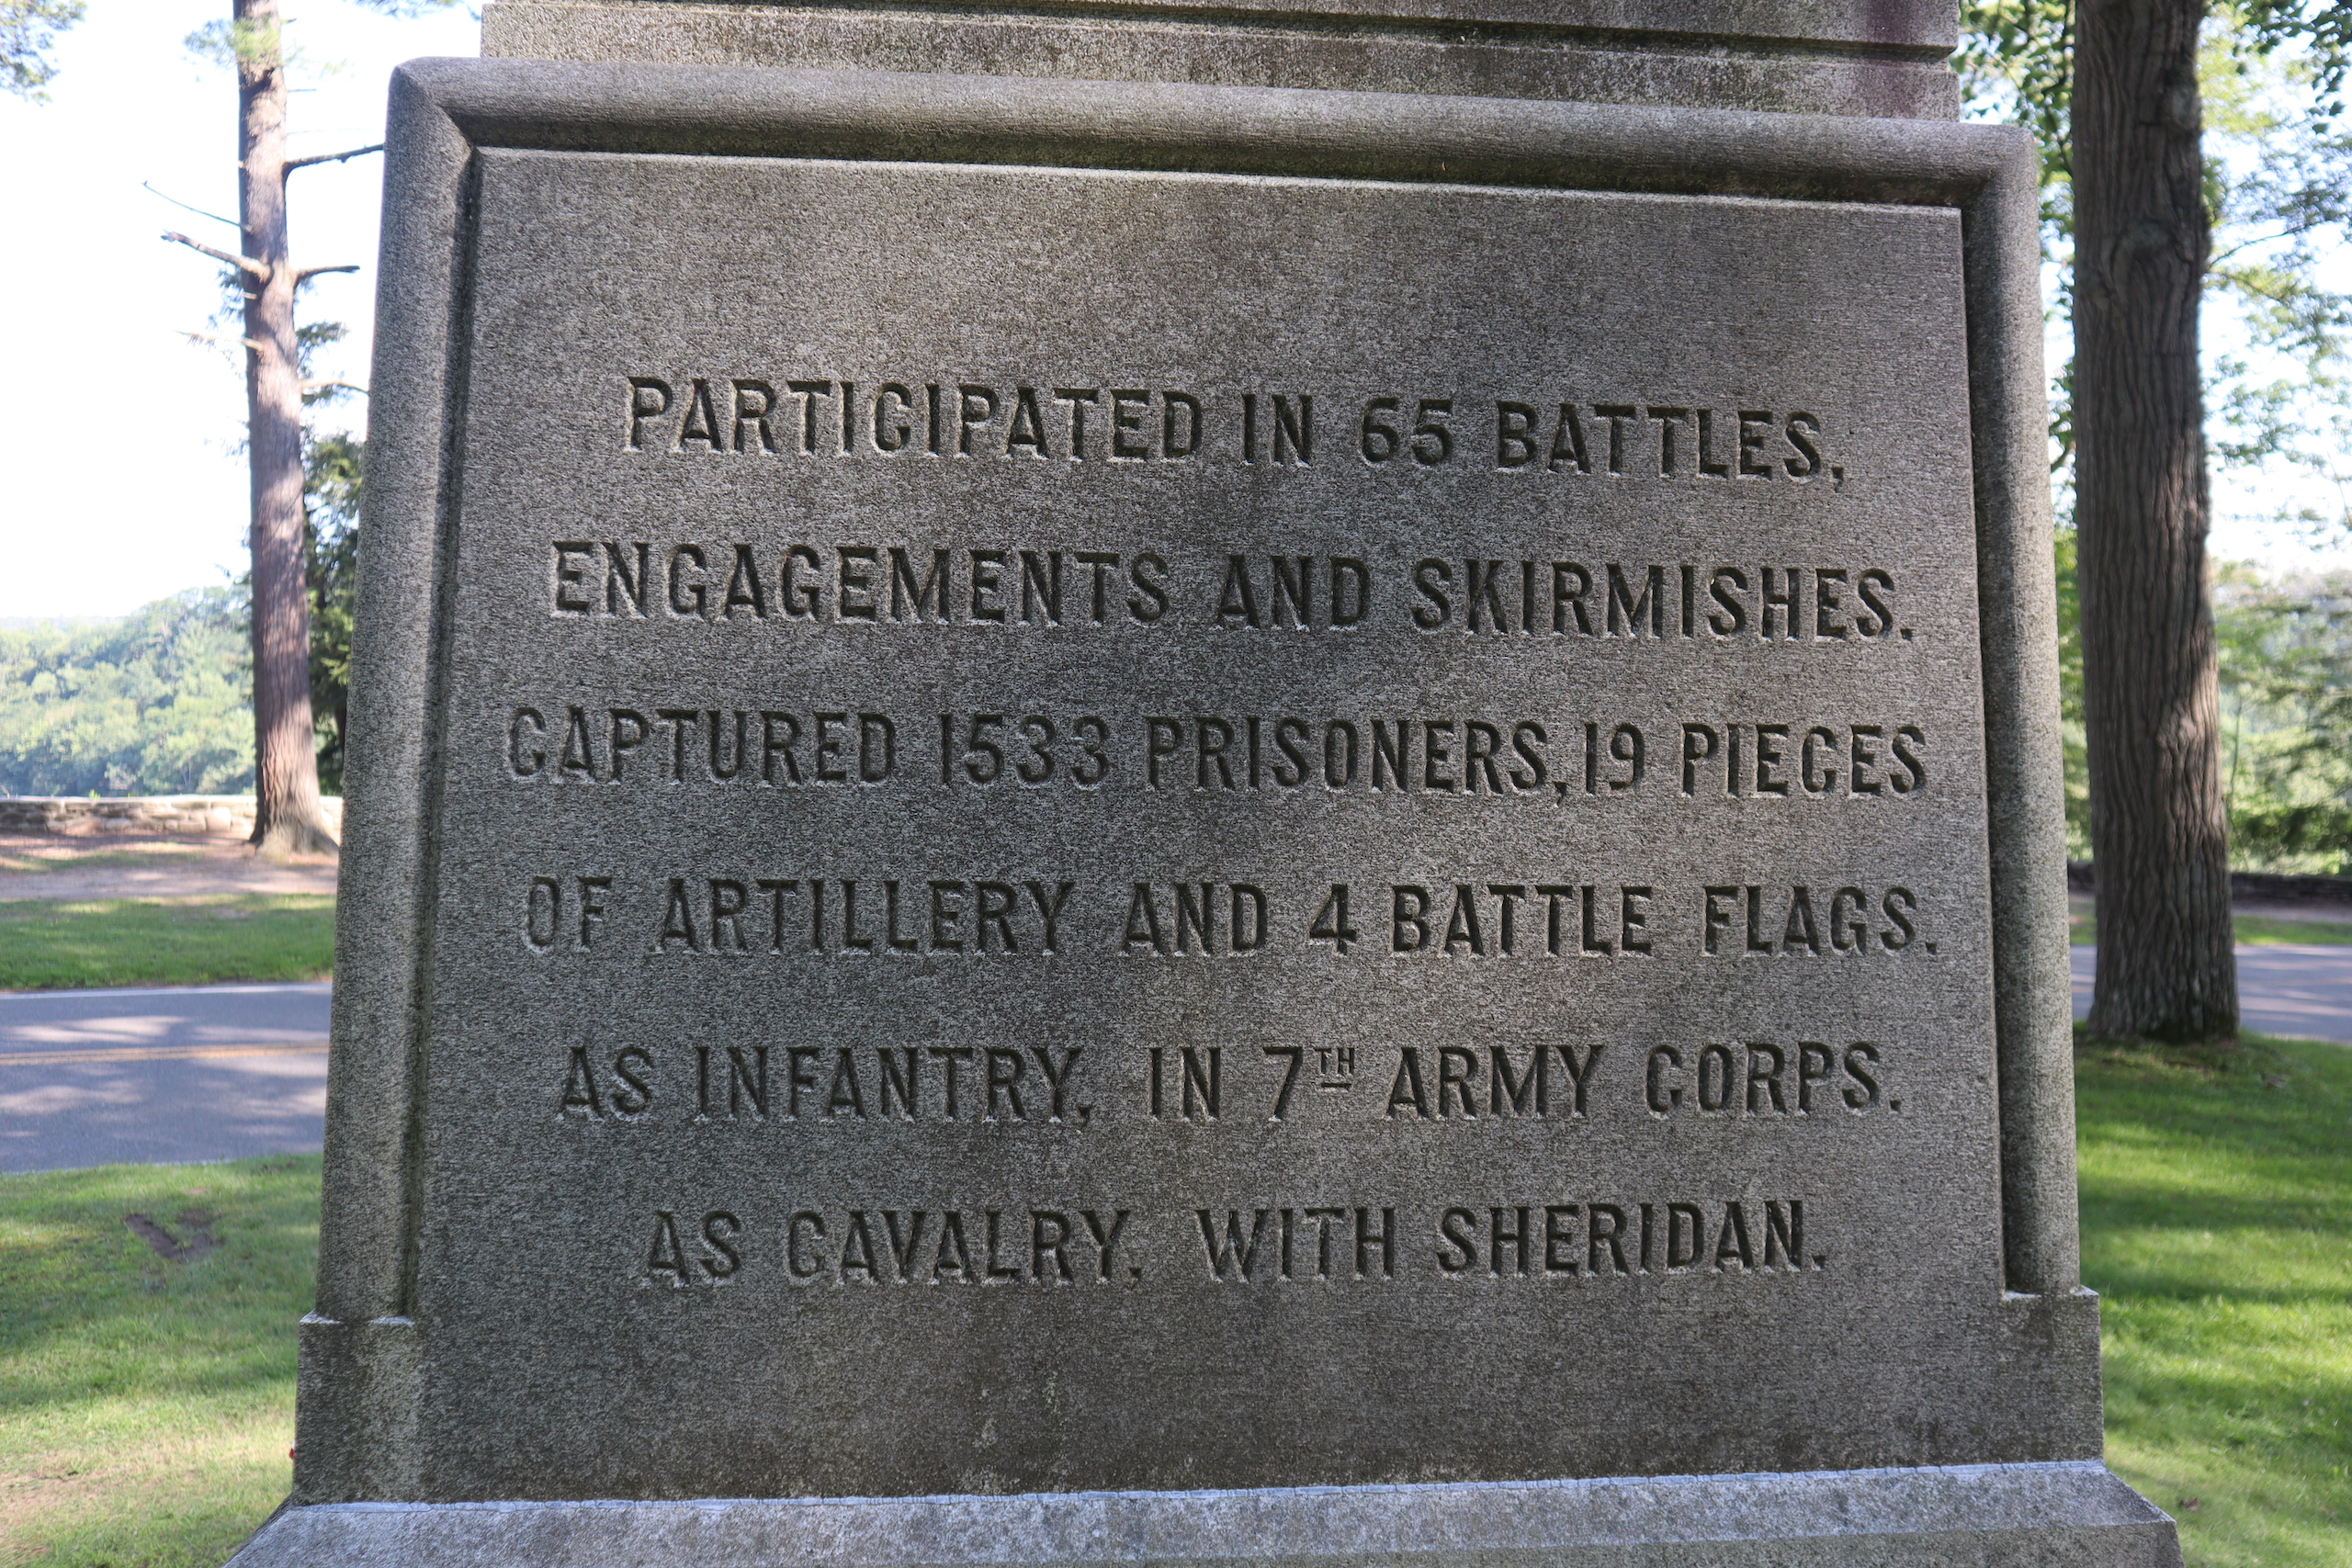 PARTICIPATED IN 65 BATTLES,
ENGAGEMENTS AND SKIRMISHES.
CAPTURED 1533 PRISONERS, 19 PIECES
OF ARTILLERY AND 4 BATTLE FLAGS.
AS INFANTRY, IN 7TH ARMY CORPS.
AS CAVALRY, WITH SHERIDAN.